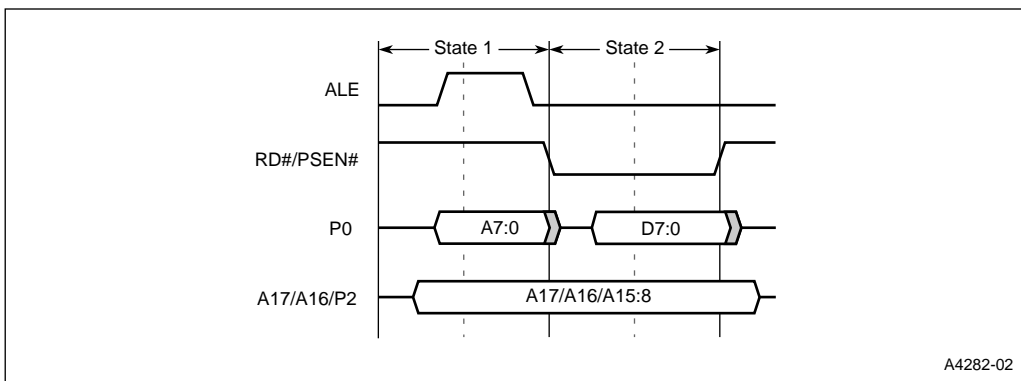 State 1
State 2
ALE
RD#/PSEN#
P0
A7:0
D7:0
A17/A16/P2
A17/A16/A15:8
A4282-02